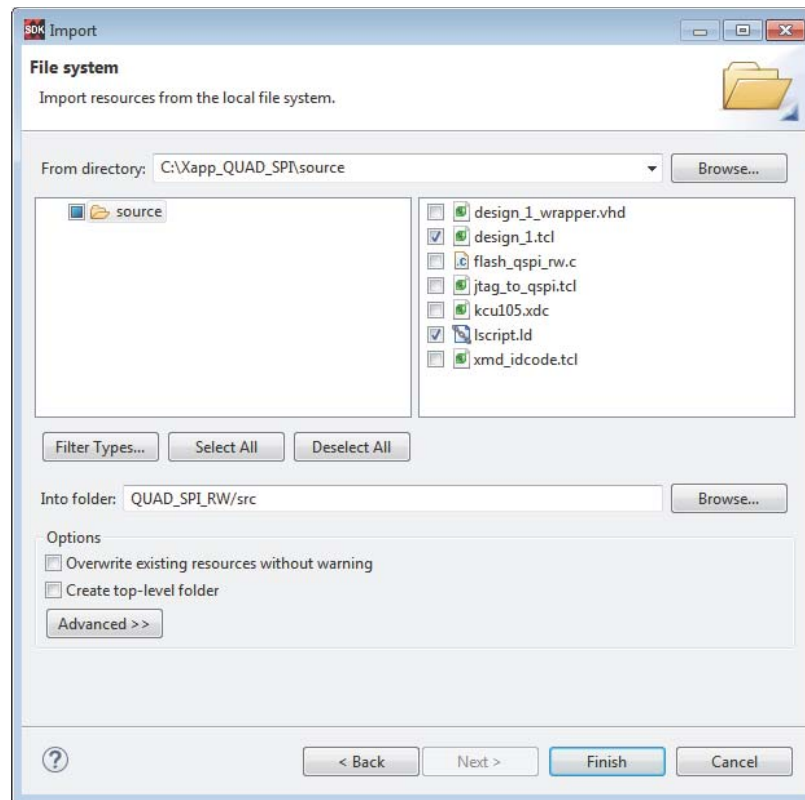 SDK Import
File system
Import resources from the local file system.
From directory: C:\Xapp_QUAD_SPI\source Browse...
source
design_1_wrapper.vhd
design_1.tcl
.c flash_qspi_rw.c
jtag_to_qspi.tcl
kcu105.xdc
lscript.ld
xmd_idcode.tcl
Filter Types... Select All Deselect All
Into folder: QUAD_SPI_RW/src Browse...
Options
Overwrite existing resources without warning
Create top-level folder
Advanced >>
? < Back Next > Finish Cancel